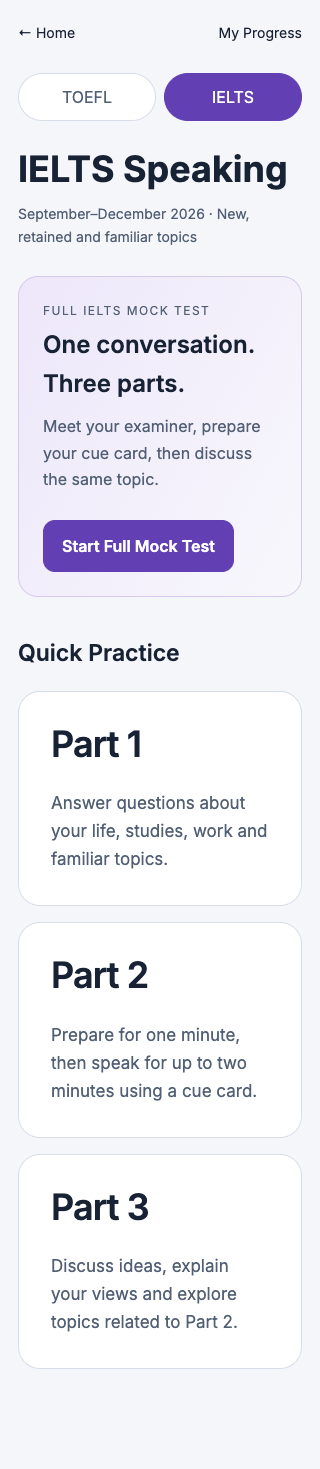 ← Home
My Progress
TOEFL
IELTS
IELTS Speaking
September–December 2026 · New,
retained and familiar topics
FULL IELTS MOCK TEST
One conversation.
Three parts.
Meet your examiner, prepare
your cue card, then discuss
the same topic.
Start Full Mock Test
Quick Practice
Part 1
Answer questions about
your life, studies, work and
familiar topics.
Part 2
Prepare for one minute,
then speak for up to two
minutes using a cue card.
Part 3
Discuss ideas, explain
your views and explore
topics related to Part 2.